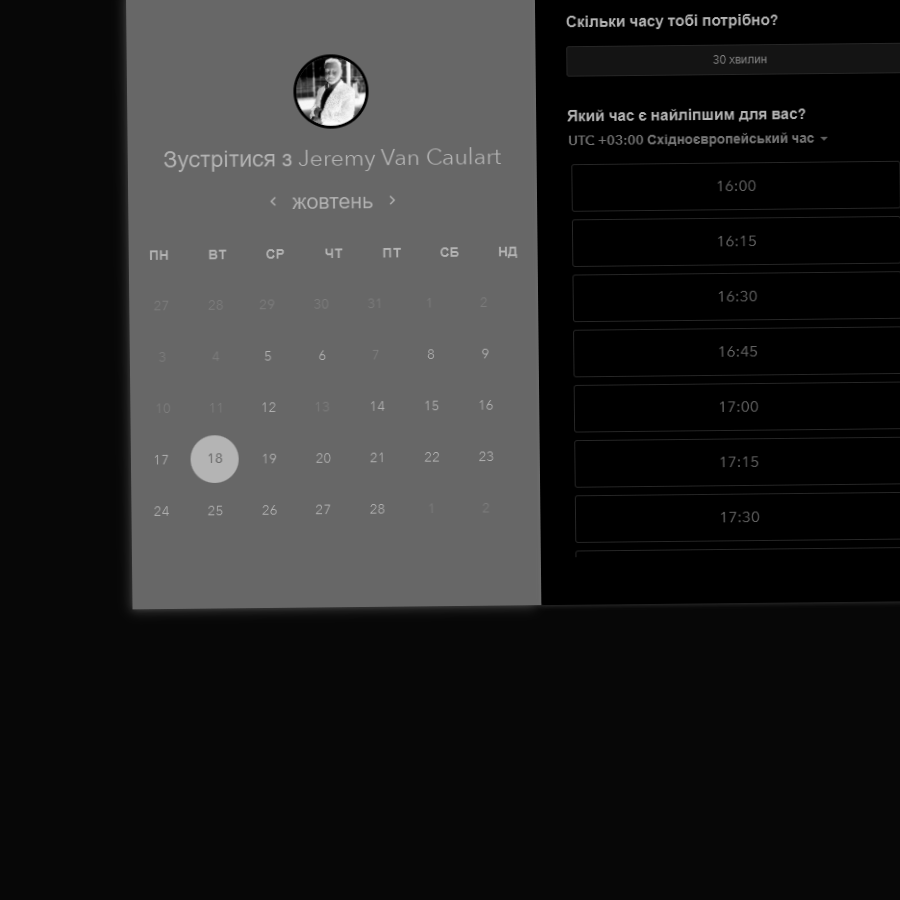 Зустрітися з Jeremy Van Caulart
‹ жовтень ›
ПН ВТ СР ЧТ ПТ СБ НД
27 28 29 30 31 1 2
3 4 5 6 7 8 9
10 11 12 13 14 15 16
17 18 19 20 21 22 23
24 25 26 27 28 1 2
Скільки часу тобі потрібно?
30 хвилин
Який час є найліпшим для вас?
UTC +03:00 Східноєвропейський час
16:00
16:15
16:30
16:45
17:00
17:15
17:30